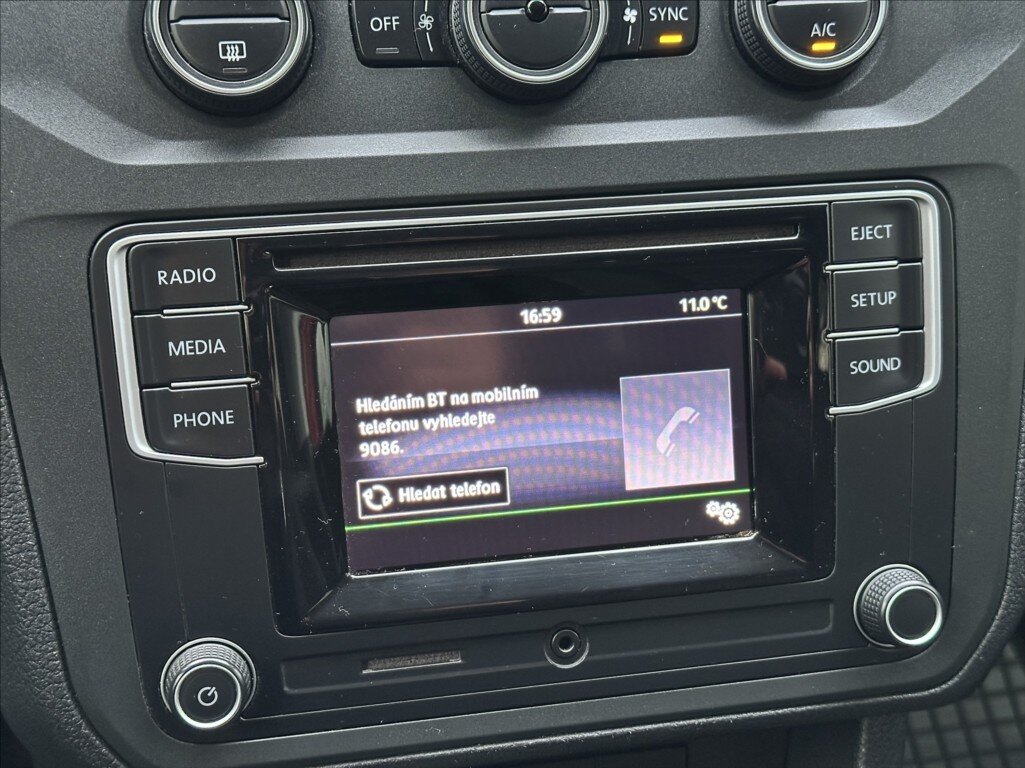 OFF
SYNC
A/C
RADIO
MEDIA
PHONE
EJECT
SETUP
SOUND
16:59
11.0 °C
Hledáním BT na mobilním
telefonu vyhledejte
9086.
Hledat telefon